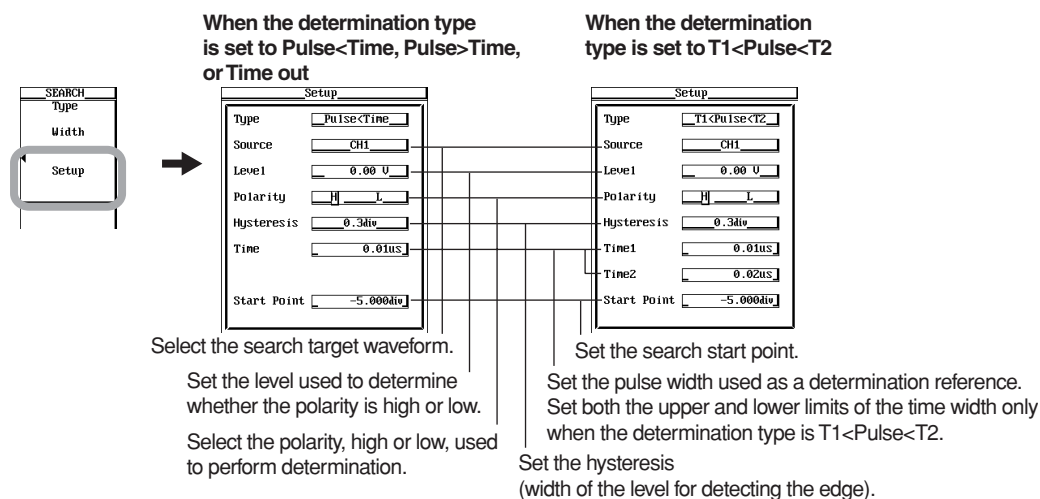 When the determination type
is set to Pulse<Time, Pulse>Time,
or Time out
When the determination
type is set to T1<Pulse<T2
SEARCH
Type
Width
Setup
Setup
Type Pulse<Time
Source CH1
Level 0.00 V
Polarity H L
Hysteresis 0.3div
Time 0.01us
Start Point -5.000div
Setup
Type T1<Pulse<T2
Source CH1
Level 0.00 V
Polarity H L
Hysteresis 0.3div
Time1 0.01us
Time2 0.02us
Start Point -5.000div
Select the search target waveform.
Set the level used to determine
whether the polarity is high or low.
Select the polarity, high or low, used
to perform determination.
Set the search start point.
Set the pulse width used as a determination reference.
Set both the upper and lower limits of the time width only
when the determination type is T1<Pulse<T2.
Set the hysteresis
(width of the level for detecting the edge).